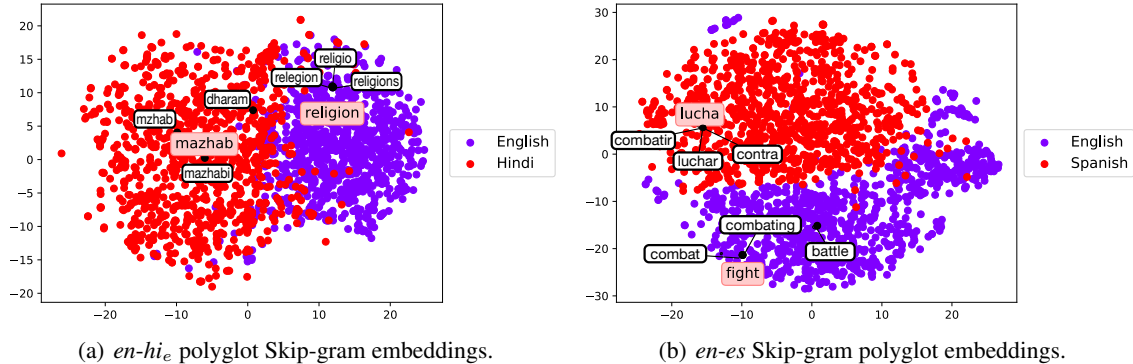 20
15
10
5
0
−5
−10
−15
−20
−20
−10
0
10
20
religio
relegion
religions
dharam
religion
mzhab
mazhab
mazhabi
English
Hindi
30
20
10
0
−10
−20
−30
−20
−10
0
10
20
lucha
combatir
contra
luchar
combating
combat
battle
fight
English
Spanish
(a) en-hiₑ polyglot Skip-gram embeddings.
(b) en-es Skip-gram polyglot embeddings.